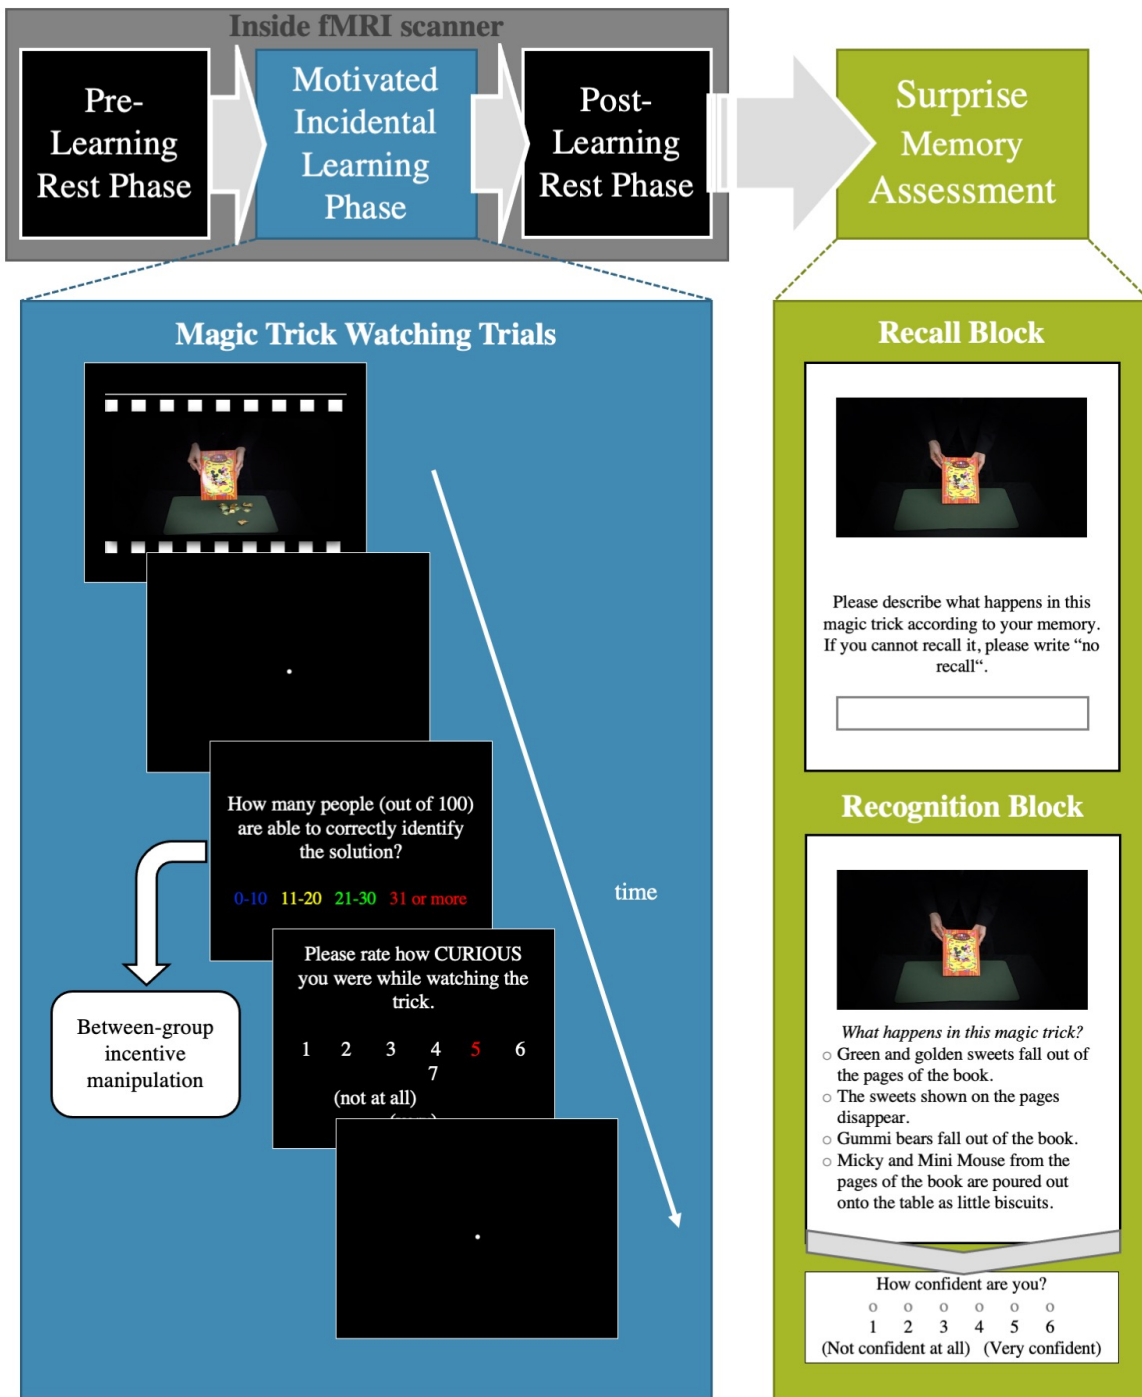 Inside fMRI scanner
Pre-
Learning
Rest Phase
Motivated
Incidental
Learning
Phase
Post-
Learning
Rest Phase
Surprise
Memory
Assessment
Magic Trick Watching Trials
How many people (out of 100)
are able to correctly identify
the solution?
0-10 11-20 21-30 31 or more
Between-group
incentive
manipulation
Please rate how CURIOUS
you were while watching the
trick.
1 2 3 4 5 6
7
(not at all)
time
Recall Block
Please describe what happens in this
magic trick according to your memory.
If you cannot recall it, please write “no
recall“.
Recognition Block
What happens in this magic trick?
Green and golden sweets fall out of
the pages of the book.
The sweets shown on the pages
disappear.
Gummi bears fall out of the book.
Micky and Mini Mouse from the
pages of the book are poured out
onto the table as little biscuits.
How confident are you?
1 2 3 4 5 6
(Not confident at all) (Very confident)